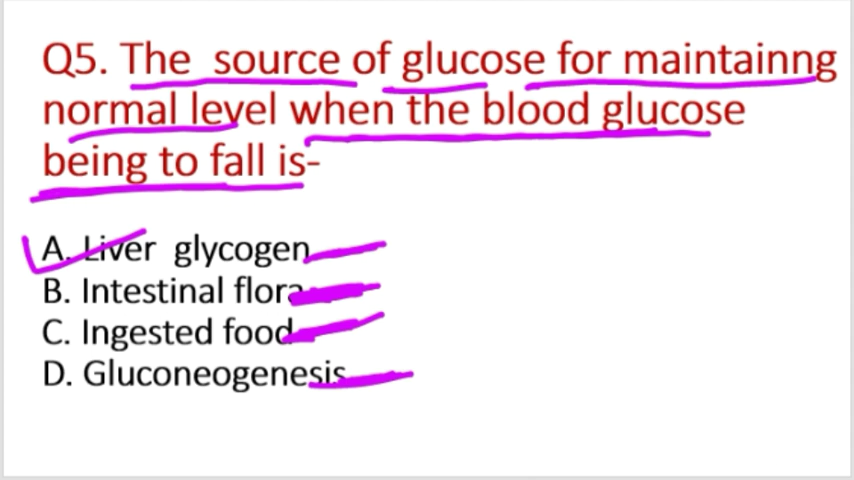 Q5. The source of glucose for maintainng
normal level when the blood glucose
being to fall is-
A. Liver glycogen
B. Intestinal flora
C. Ingested food
D. Gluconeogenesis